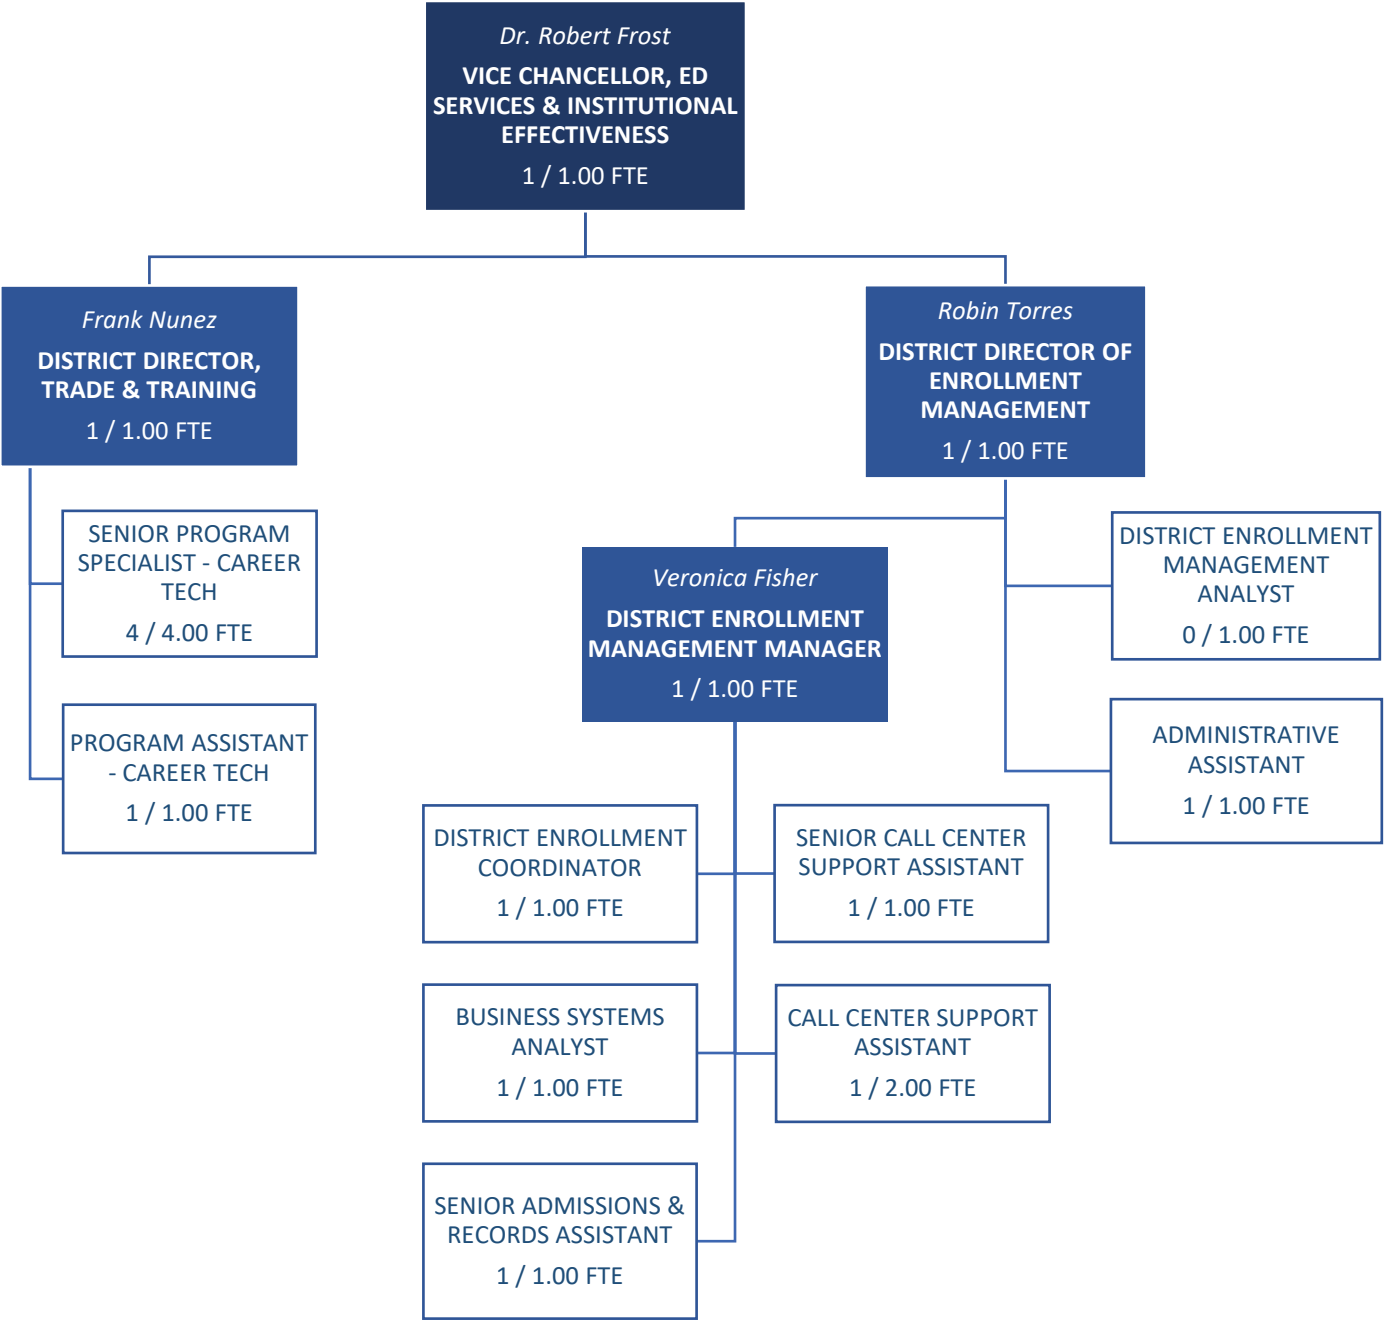 Dr. Robert Frost
VICE CHANCELLOR, ED
SERVICES & INSTITUTIONAL
EFFECTIVENESS
1 / 1.00 FTE
Frank Nunez
DISTRICT DIRECTOR,
TRADE & TRAINING
1 / 1.00 FTE
Robin Torres
DISTRICT DIRECTOR OF
ENROLLMENT
MANAGEMENT
1 / 1.00 FTE
SENIOR PROGRAM
SPECIALIST - CAREER
TECH
4 / 4.00 FTE
PROGRAM ASSISTANT
- CAREER TECH
1 / 1.00 FTE
Veronica Fisher
DISTRICT ENROLLMENT
MANAGEMENT MANAGER
1 / 1.00 FTE
DISTRICT ENROLLMENT
MANAGEMENT
ANALYST
0 / 1.00 FTE
ADMINISTRATIVE
ASSISTANT
1 / 1.00 FTE
DISTRICT ENROLLMENT
COORDINATOR
1 / 1.00 FTE
SENIOR CALL CENTER
SUPPORT ASSISTANT
1 / 1.00 FTE
BUSINESS SYSTEMS
ANALYST
1 / 1.00 FTE
CALL CENTER SUPPORT
ASSISTANT
1 / 2.00 FTE
SENIOR ADMISSIONS &
RECORDS ASSISTANT
1 / 1.00 FTE